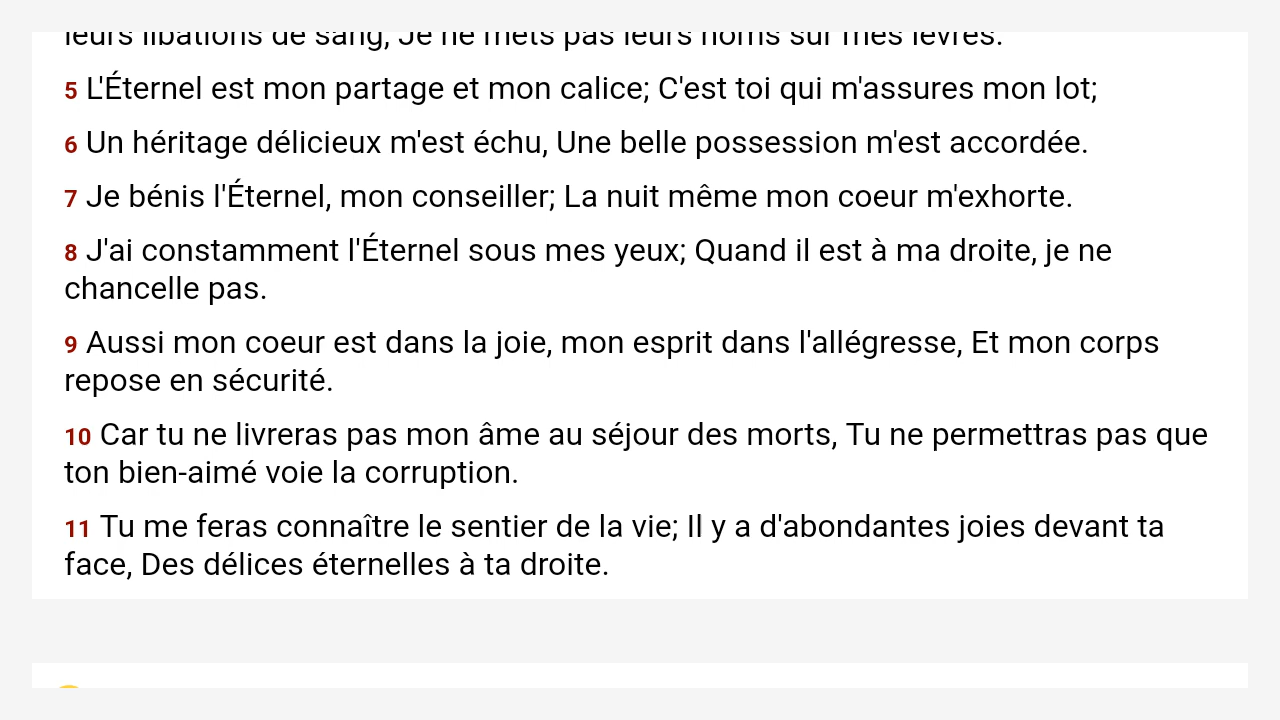 leurs libations de sang, Je ne mets pas leurs noms sur mes lèvres.
5 L'Éternel est mon partage et mon calice; C'est toi qui m'assures mon lot;
6 Un héritage délicieux m'est échu, Une belle possession m'est accordée.
7 Je bénis l'Éternel, mon conseiller; La nuit même mon coeur m'exhorte.
8 J'ai constamment l'Éternel sous mes yeux; Quand il est à ma droite, je ne
chancelle pas.
9 Aussi mon coeur est dans la joie, mon esprit dans l'allégresse, Et mon corps
repose en sécurité.
10 Car tu ne livreras pas mon âme au séjour des morts, Tu ne permettras pas que
ton bien-aimé voie la corruption.
11 Tu me feras connaître le sentier de la vie; Il y a d'abondantes joies devant ta
face, Des délices éternelles à ta droite.